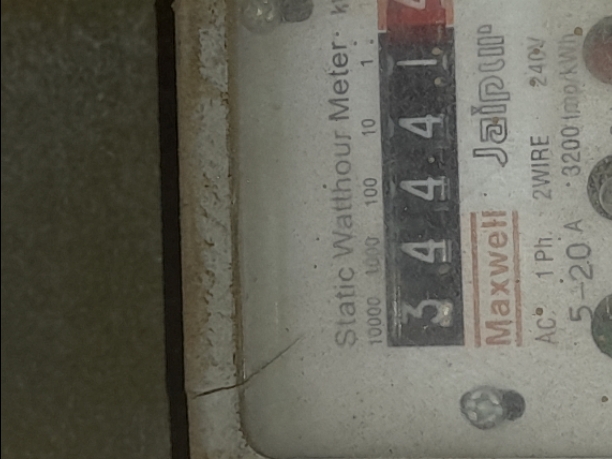 Static Watthour Meter
10000 1000 100 10 1
3 4 4 4 1 4
Maxwell Jaipur
AC 1 Ph. 2WIRE 240V
5-20 A 3200 imp/kWh